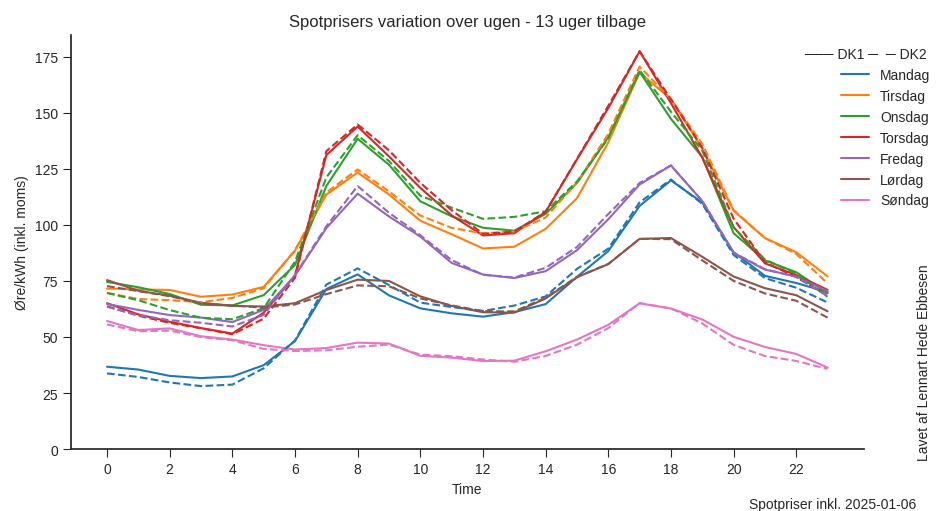 Spotprisers variation over ugen - 13 uger tilbage
DK1 DK2
Mandag
Tirsdag
Onsdag
Torsdag
Fredag
Lørdag
Søndag
Øre/kWh (inkl. moms)
175
150
125
100
75
50
25
0
0 2 4 6 8 10 12 14 16 18 20 22
Time
Lavet af Lennart Hede Ebbesen
Spotpriser inkl. 2025-01-06